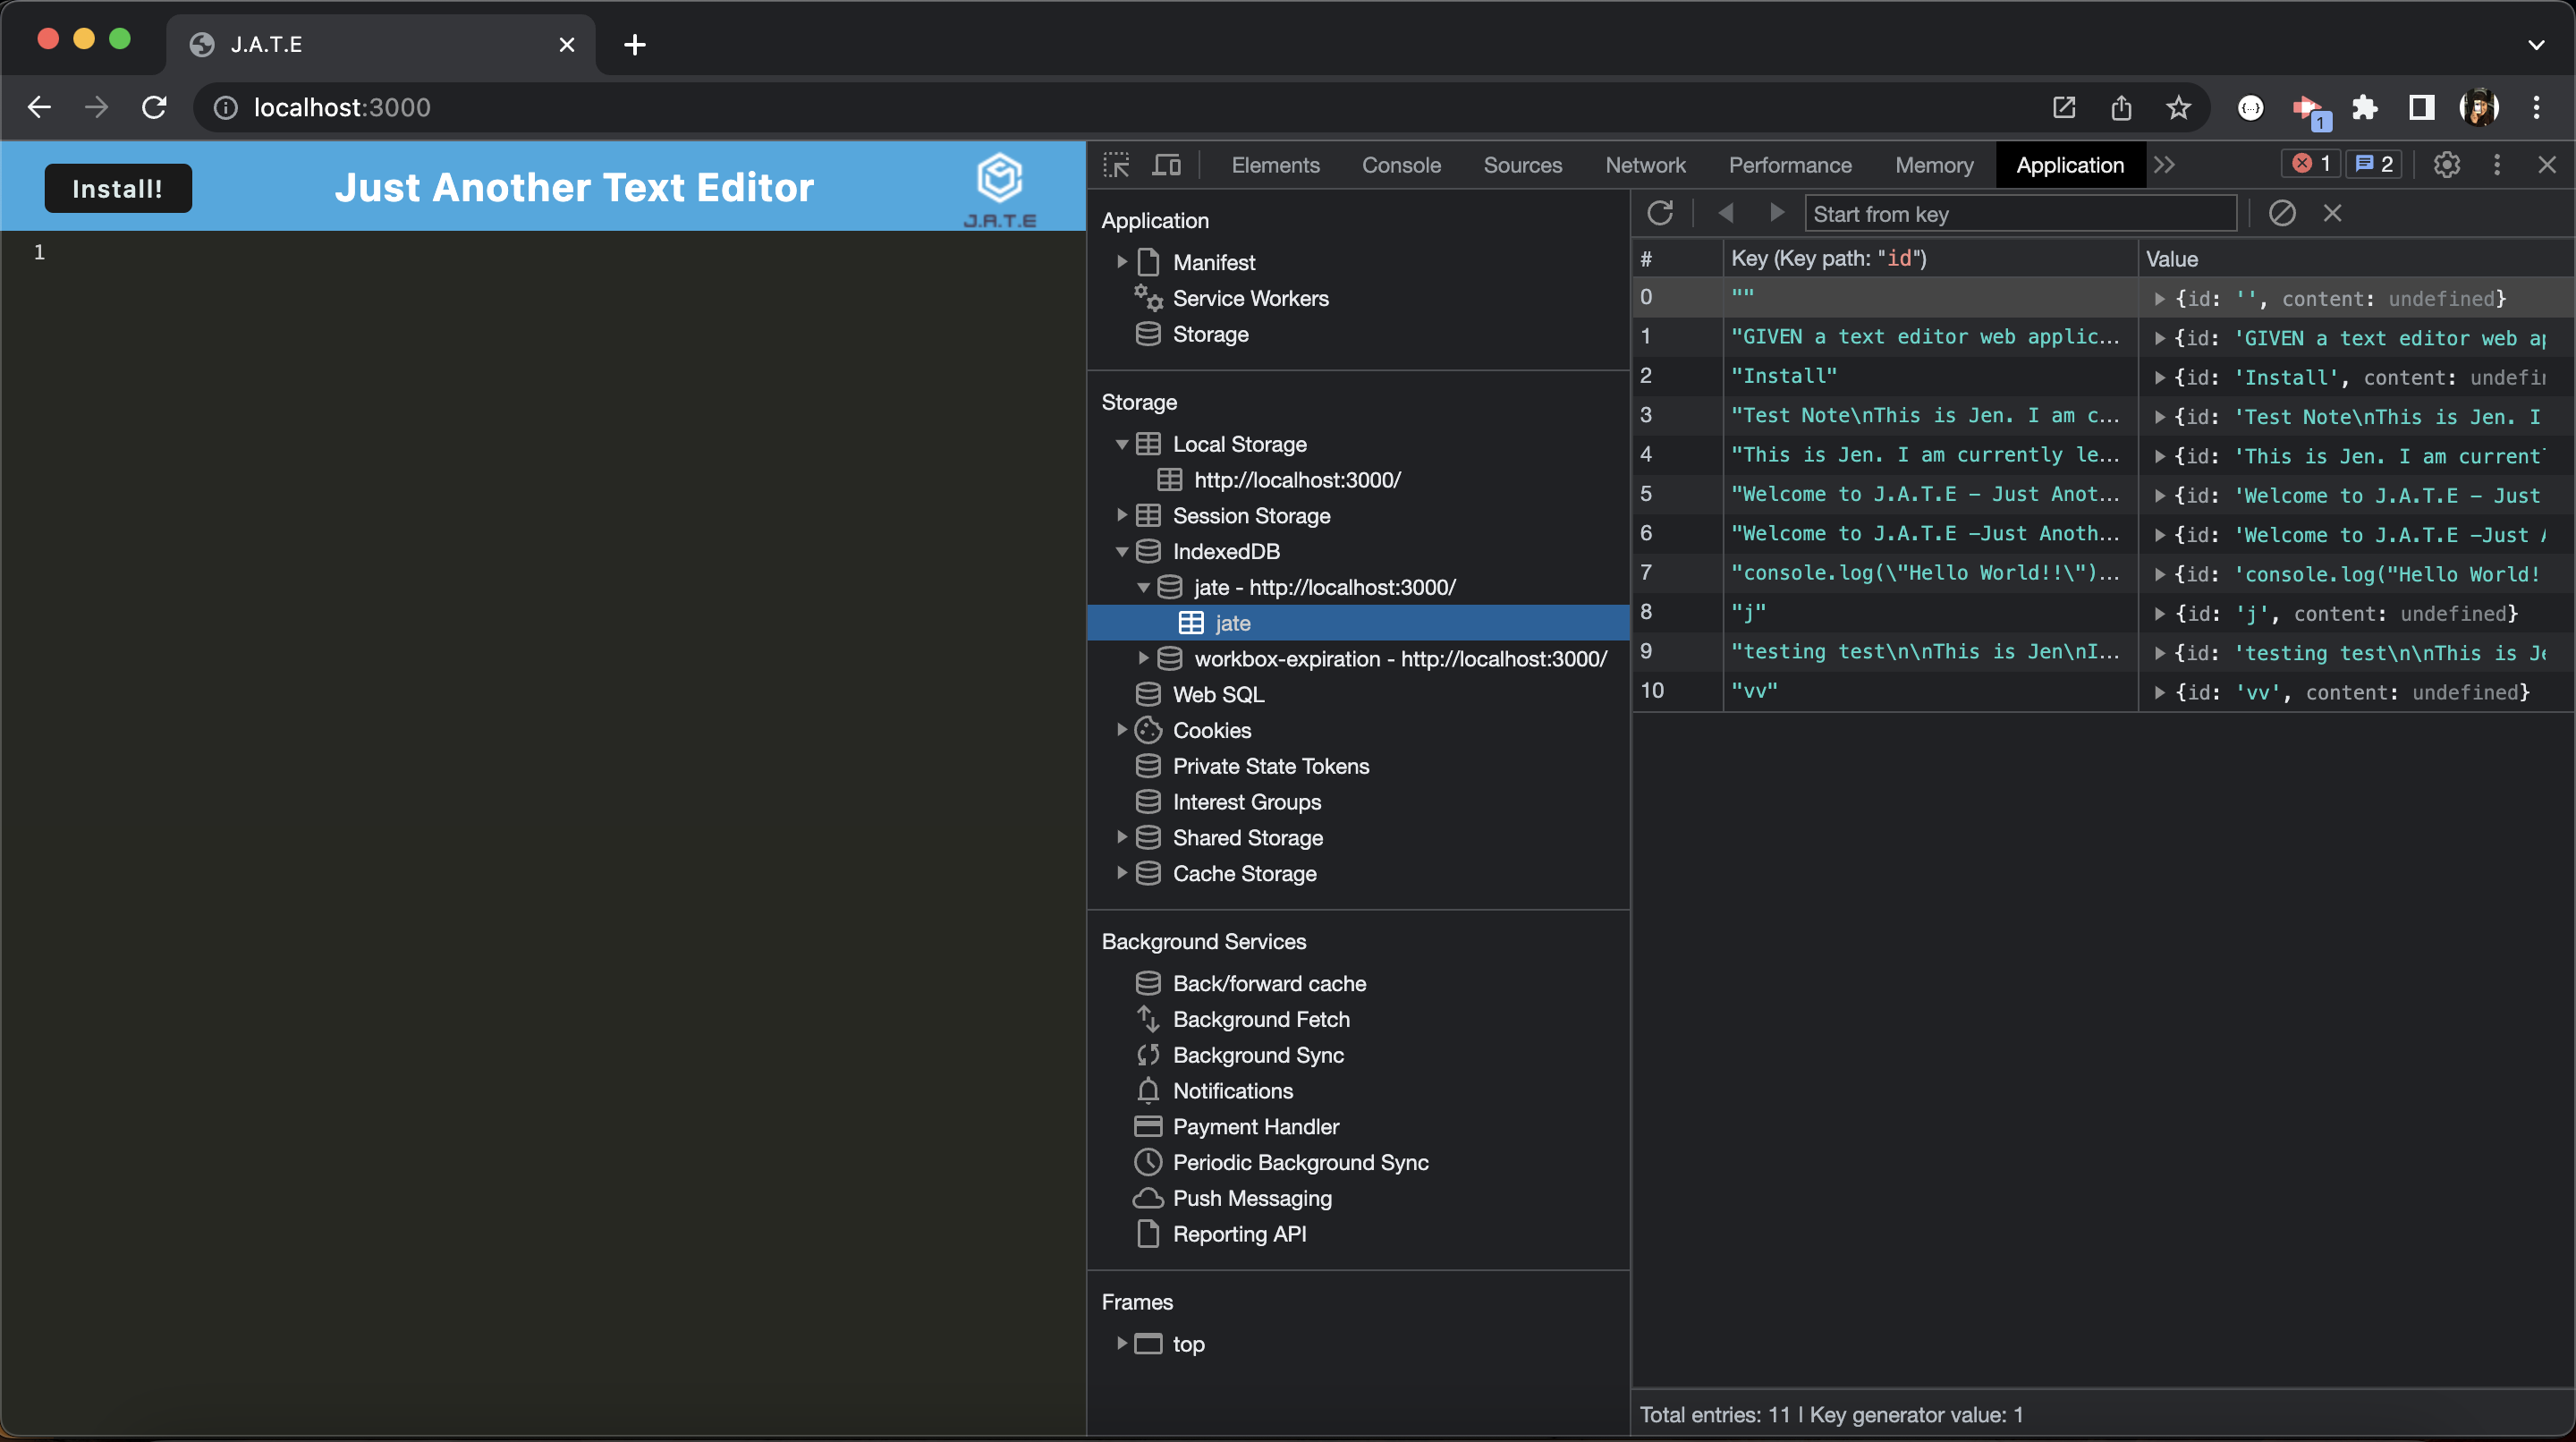 J.A.T.E
localhost:3000
1
Install!
Just Another Text Editor
J.A.T.E
1
Elements
Console
Sources
Network
Performance
Memory
Application
1
2
Application
Manifest
Service Workers
Storage
Storage
Local Storage
http://localhost:3000/
Session Storage
IndexedDB
jate - http://localhost:3000/
jate
workbox-expiration - http://localhost:3000/
Web SQL
Cookies
Private State Tokens
Interest Groups
Shared Storage
Cache Storage
Background Services
Back/forward cache
Background Fetch
Background Sync
Notifications
Payment Handler
Periodic Background Sync
Push Messaging
Reporting API
Frames
top
Start from key
# Key (Key path: "id") Value
0 "" {id: '', content: undefined}
1 "GIVEN a text editor web applic... {id: 'GIVEN a text editor web
2 "Install" {id: 'Install', content: undefi
3 "Test Note\nThis is Jen. I am c... {id: 'Test Note\nThis is Jen. I
4 "This is Jen. I am currently le... {id: 'This is Jen. I am current
5 "Welcome to J.A.T.E – Just Anot... {id: 'Welcome to J.A.T.E – Just
6 "Welcome to J.A.T.E –Just Anoth... {id: 'Welcome to J.A.T.E –Just
7 "console.log(\"Hello World!!\")... {id: 'console.log("Hello World!
8 "j" {id: 'j', content: undefined}
9 "testing test\n\nThis is Jen\nI... {id: 'testing test\n\nThis is Je
10 "vv" {id: 'vv', content: undefined}
Total entries: 11 | Key generator value: 1